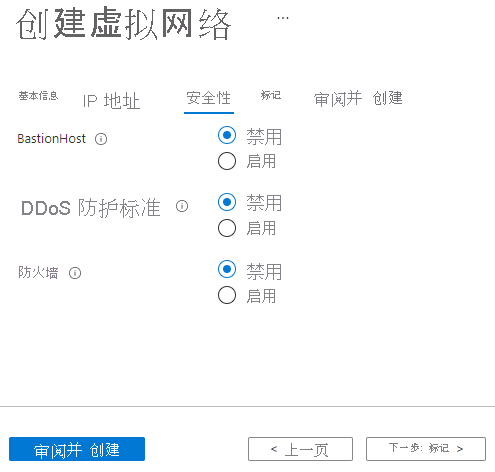 创建虚拟网络 ...
基本信息 IP 地址 安全性 标记 审阅并 创建
BastionHost 禁用
启用
DDoS 防护标准 禁用
启用
防火墙 禁用
启用
审阅并 创建 < 上一页 下一步: 标记 >